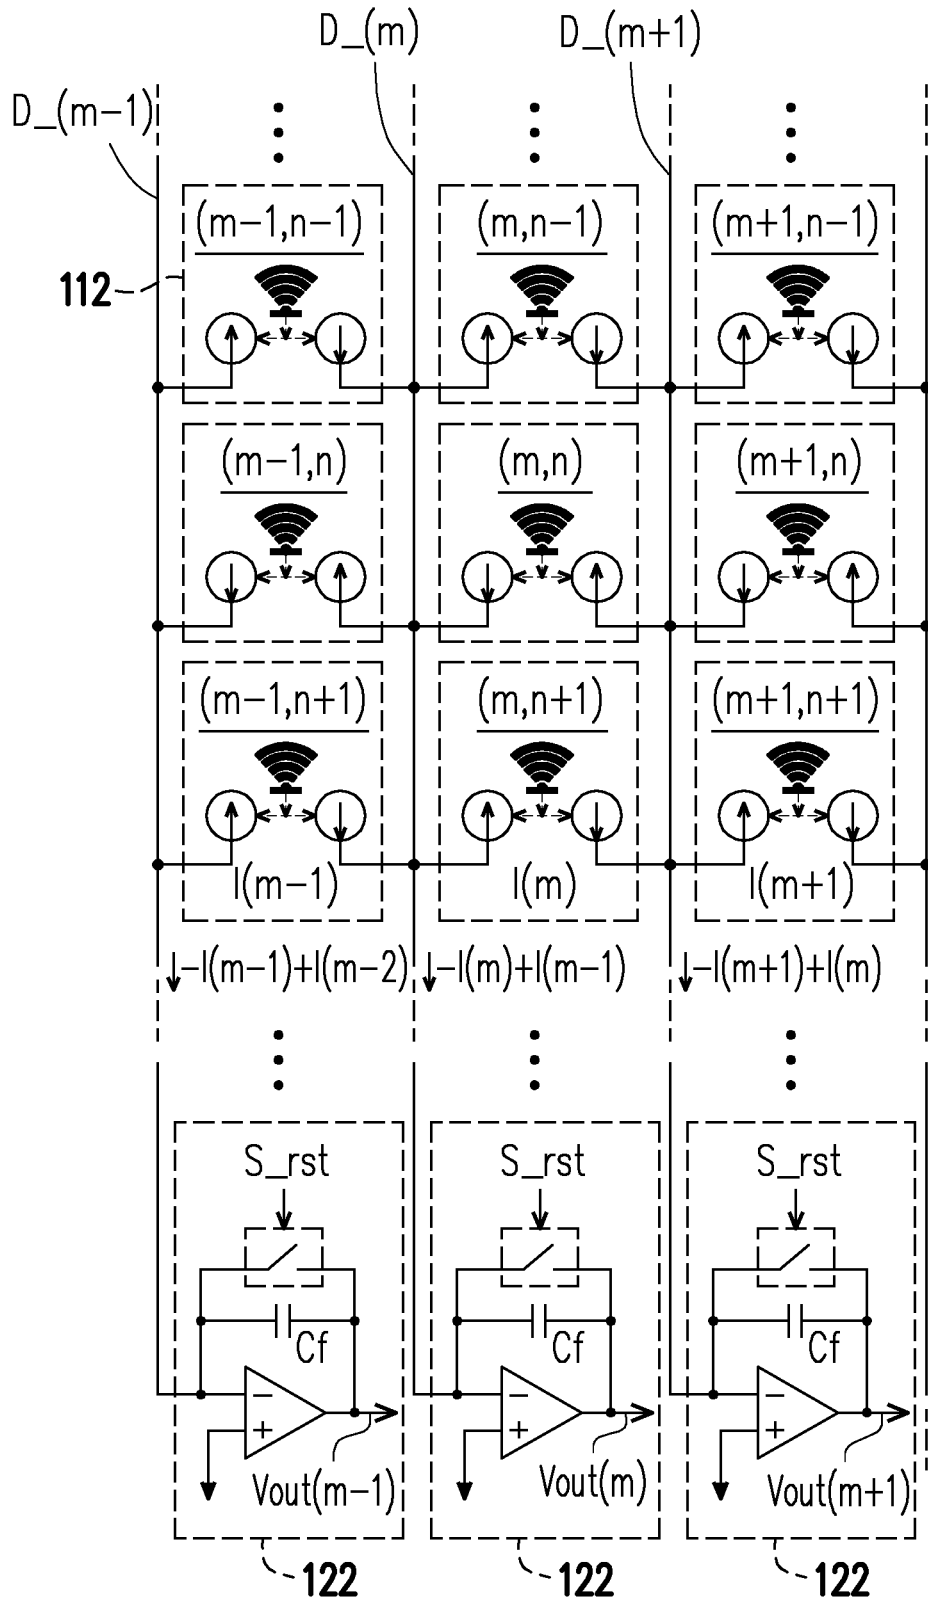 D_(m) D_(m+1)
D_(m−1)
(m−1,n−1) (m,n−1) (m+1,n−1)
112
(m−1,n) (m,n) (m+1,n)
(m−1,n+1) (m,n+1) (m+1,n+1)
I(m−1) I(m) I(m+1)
−I(m−1)+I(m−2) −I(m)+I(m−1) −I(m+1)+I(m)
S_rst S_rst S_rst
Cf Cf Cf
− − −
+ + +
Vout(m−1) Vout(m) Vout(m+1)
122 122 122